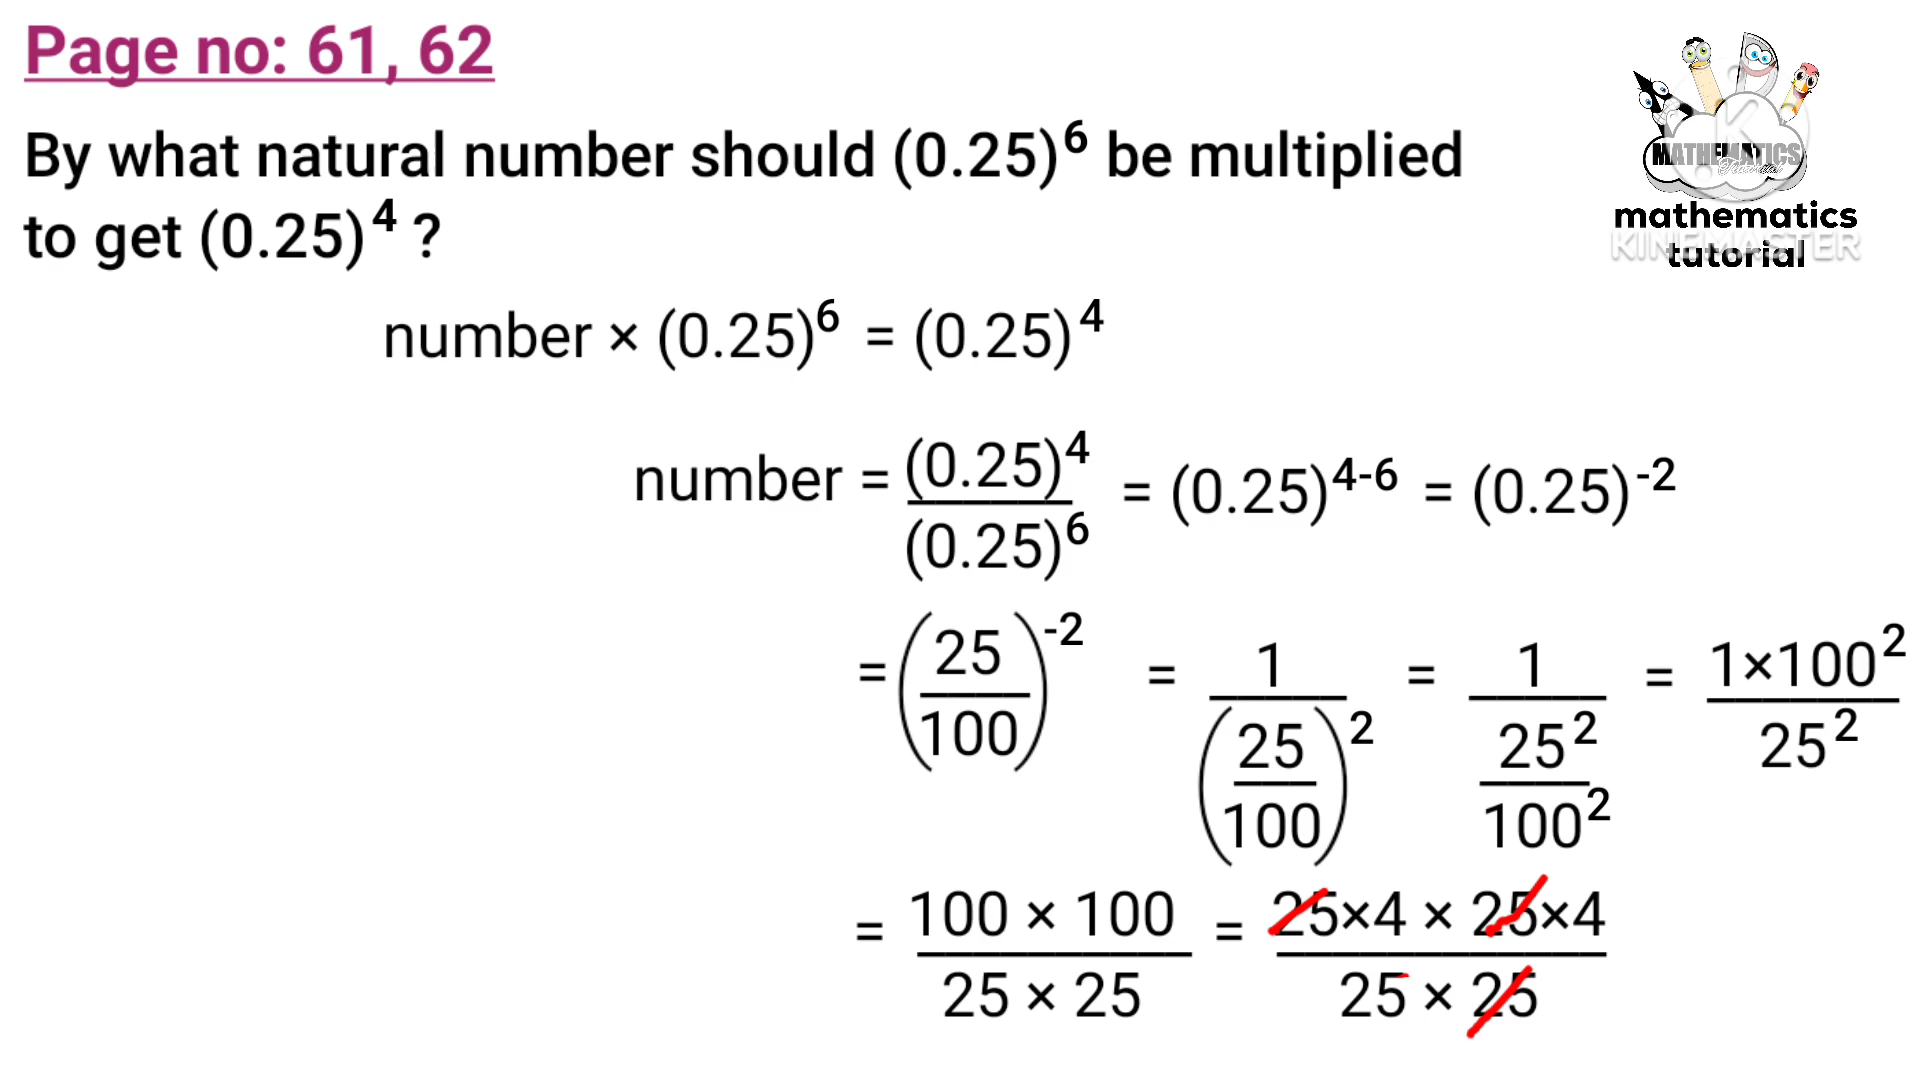 Page no: 61, 62
By what natural number should (0.25)⁶ be multiplied
to get (0.25)⁴ ?
MATHEMATICS
Tutorial
mathematics
KINEMASTER
tutorial
number × (0.25)⁶ = (0.25)⁴
number = (0.25)⁴/(0.25)⁶ = (0.25)⁴⁻⁶ = (0.25)⁻²
= (25/100)⁻² = 1/(25/100)² = 1/(25²/100²) = 1×100²/25²
= 100 × 100/25 × 25 = 25×4 × 25×4/25 × 25